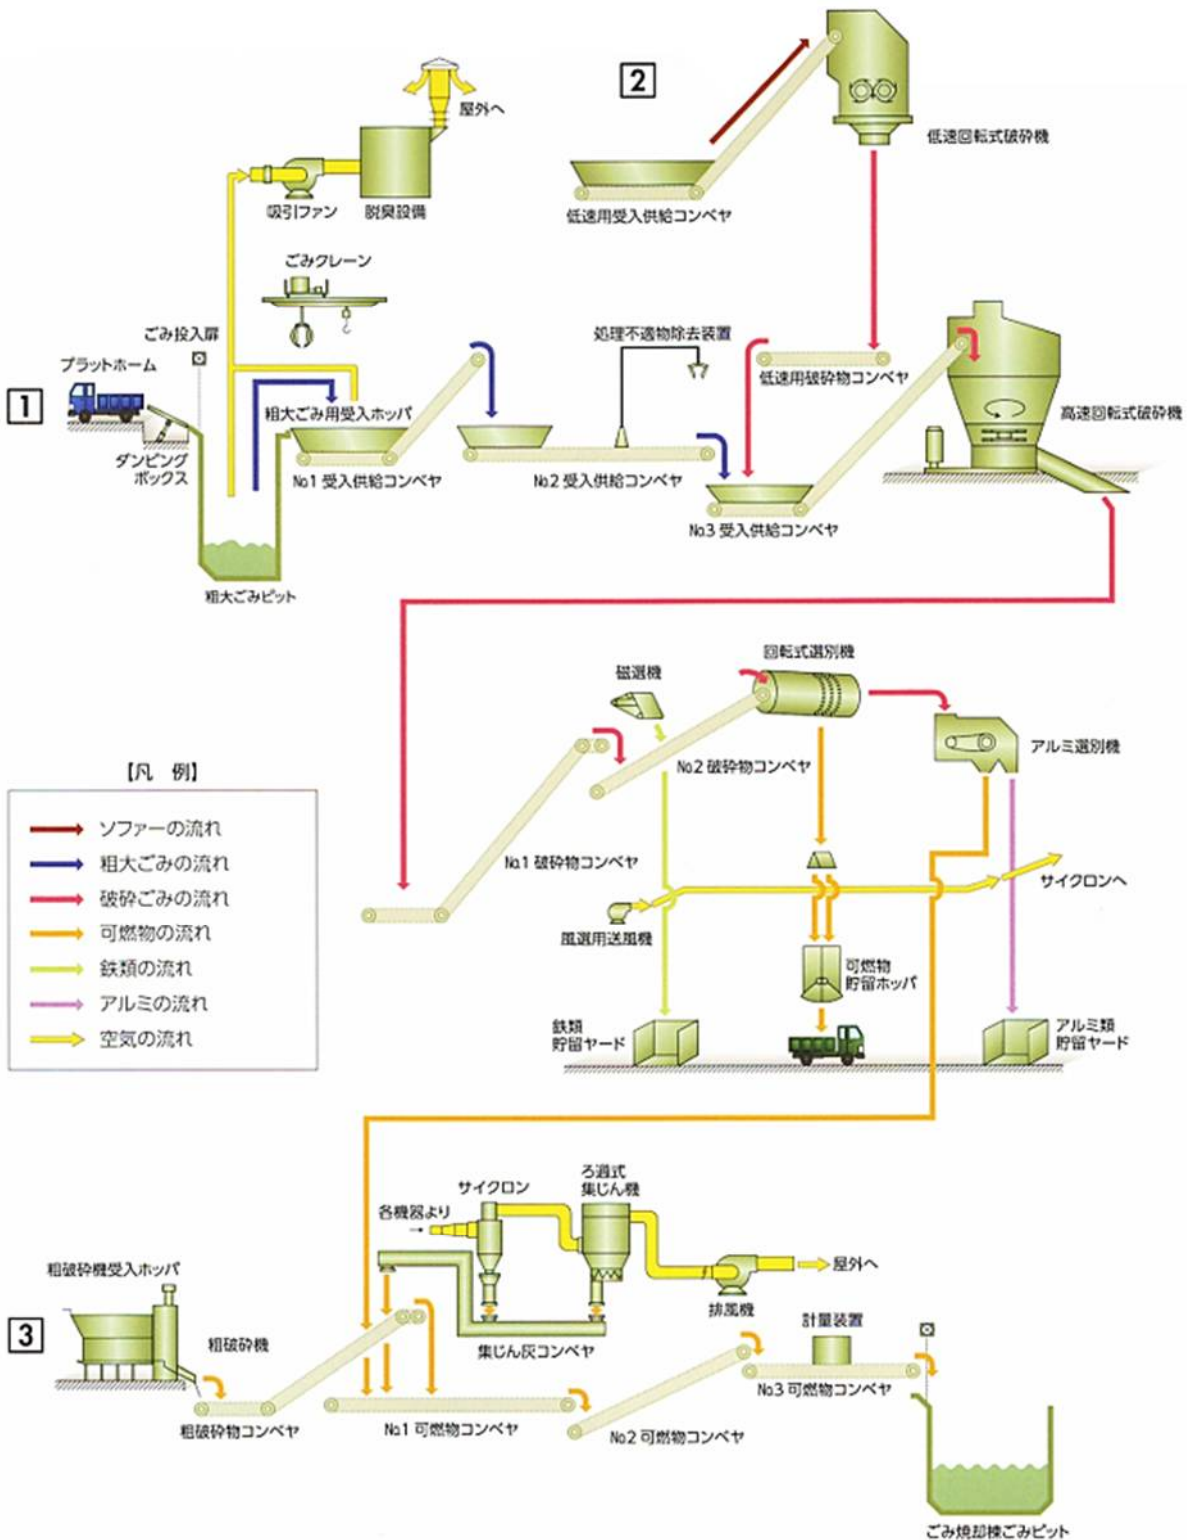 2
屋外へ
低速回転式破砕機
吸引ファン
脱臭設備
低速用受入供給コンベヤ
ごみクレーン
ごみ投入扉
処理不適物除去装置
プラットホーム
低速用破砕物コンベヤ
1
粗大ごみ用受入ホッパ
高速回転式破砕機
ダンピング
ボックス
No.1 受入供給コンベヤ
No.2 受入供給コンベヤ
No.3 受入供給コンベヤ
粗大ごみピット
回転式選別機
磁選機
アルミ選別機
No.2 破砕物コンベヤ
【凡 例】
ソファーの流れ
粗大ごみの流れ
破砕ごみの流れ
可燃物の流れ
鉄類の流れ
アルミの流れ
空気の流れ
No.1 破砕物コンベヤ
サイクロンへ
風選用送風機
可燃物
貯留ホッパ
鉄類
貯留ヤード
アルミ類
貯留ヤード
ろ過式
集じん機
サイクロン
各機器より
粗破砕機受入ホッパ
屋外へ
排風機
計量装置
3
粗破砕機
集じん灰コンベヤ
No.3 可燃物コンベヤ
粗破砕物コンベヤ
No.1 可燃物コンベヤ
No.2 可燃物コンベヤ
ごみ焼却棟ごみピット